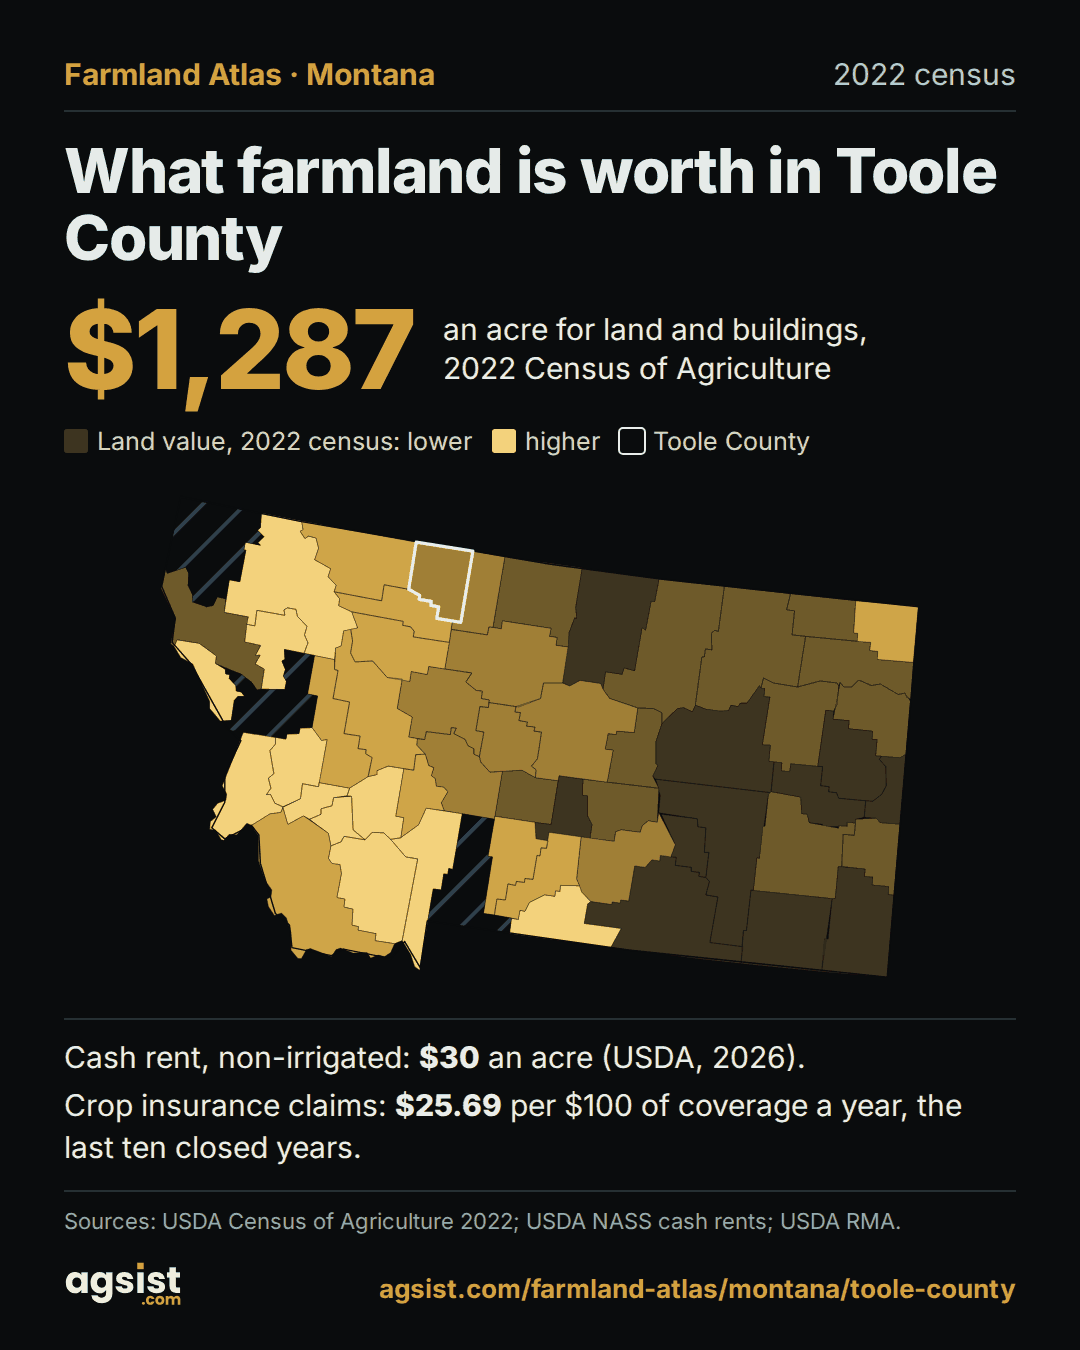 Farmland Atlas · Montana
2022 census
What farmland is worth in Toole
County
$1,287
an acre for land and buildings,
2022 Census of Agriculture
Land value, 2022 census: lower
higher
Toole County
Cash rent, non-irrigated: $30 an acre (USDA, 2026).
Crop insurance claims: $25.69 per $100 of coverage a year, the
last ten closed years.
Sources: USDA Census of Agriculture 2022; USDA NASS cash rents; USDA RMA.
agsist
.com
agsist.com/farmland-atlas/montana/toole-county